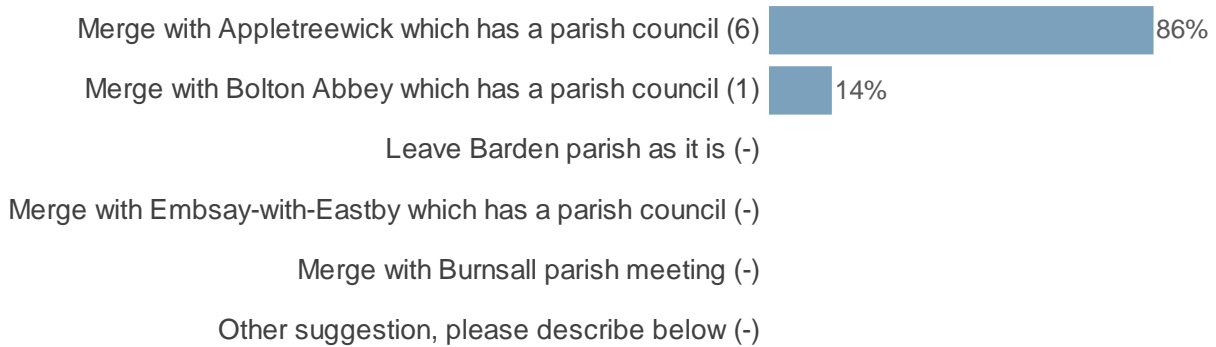 Merge with Appletreewick which has a parish council (6) 86%
Merge with Bolton Abbey which has a parish council (1) 14%
Leave Barden parish as it is (-)
Merge with Embsay-with-Eastby which has a parish council (-)
Merge with Burnsall parish meeting (-)
Other suggestion, please describe below (-)